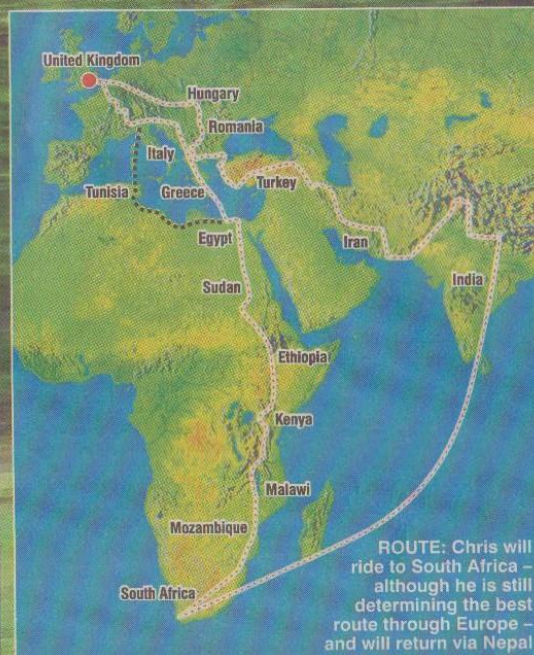 United Kingdom
Hungary
Romania
Italy
Tunisia
Greece
Turkey
Egypt
Iran
Sudan
India
Ethiopia
Kenya
Malawi
Mozambique
South Africa
ROUTE: Chris will
ride to South Africa –
although he is still
determining the best
route through Europe –
and will return via Nepal